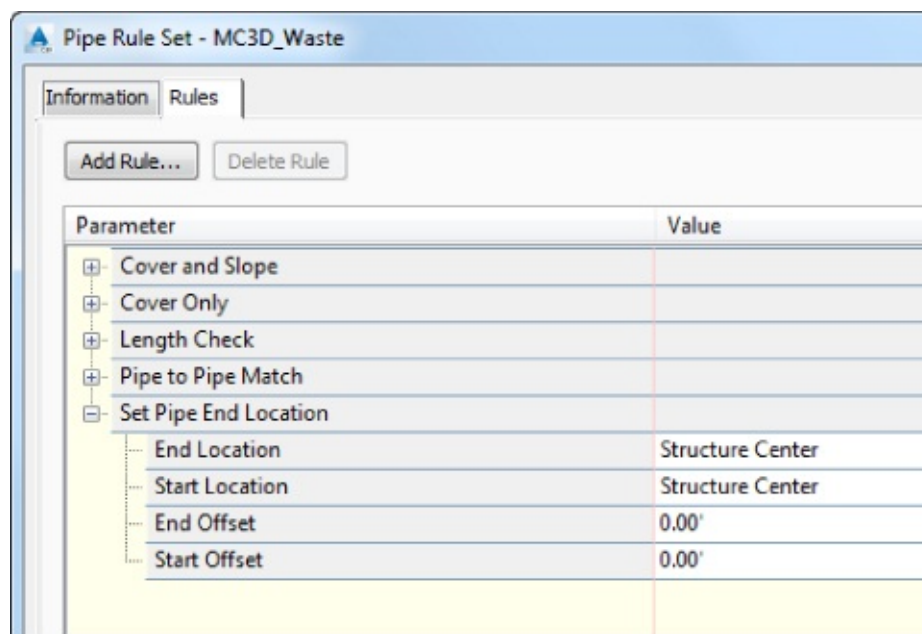 Pipe Rule Set - MC3D_Waste
Information Rules
Add Rule... Delete Rule
Parameter Value
Cover and Slope
Cover Only
Length Check
Pipe to Pipe Match
Set Pipe End Location
End Location Structure Center
Start Location Structure Center
End Offset 0.00'
Start Offset 0.00'